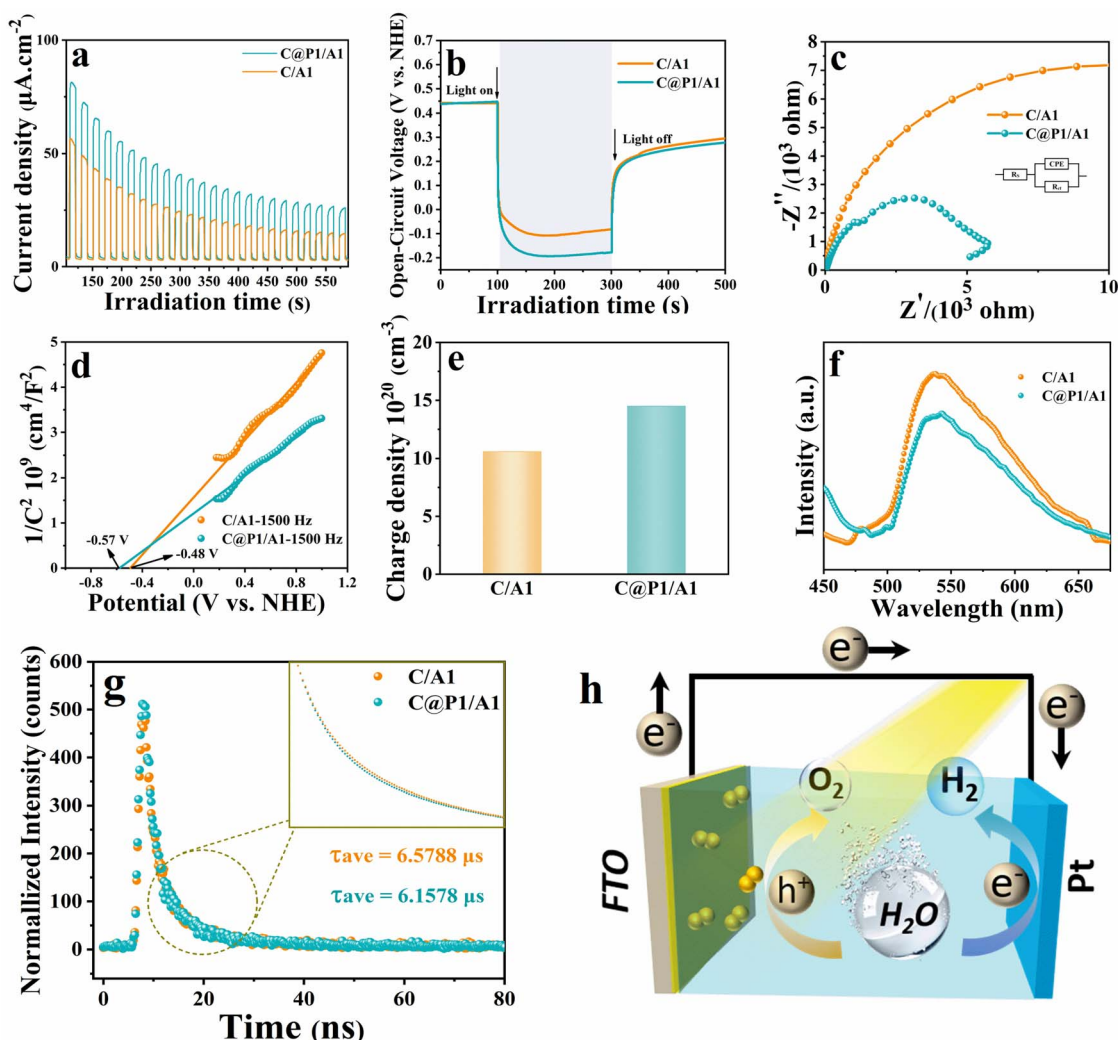 a
C@P1/A1
C/A1
Current density (µA.cm⁻²)
100
75
50
25
0
150 200 250 300 350 400 450 500 550
Irradiation time (s)
b
C/A1
C@P1/A1
Light on
Light off
Open-Circuit Voltage (V vs. NHE)
0.7
0.6
0.5
0.4
0.3
0.2
0.1
0.0
-0.1
-0.2
0 100 200 300 400 500
Irradiation time (s)
c
C/A1
C@P1/A1
CPE
Rs
Rct
-Z''/(10³ ohm)
8
7
6
5
4
3
2
1
0
0 5 10
Z'/(10³ ohm)
d
1/C² 10⁹ (cm⁴/F²)
5
4
3
2
1
0
C/A1-1500 Hz
C@P1/A1-1500 Hz
-0.57 V
-0.48 V
-0.8 -0.4 0.0 0.4 0.8 1.2
Potential (V vs. NHE)
e
Charge density 10²⁰ (cm⁻³)
20
15
10
5
0
C/A1 C@P1/A1
f
C/A1
C@P1/A1
Intensity (a.u.)
450 500 550 600 650
Wavelength (nm)
g
C/A1
C@P1/A1
Normalized Intensity (counts)
600
500
400
300
200
100
0
τave = 6.5788 µs
τave = 6.1578 µs
0 20 40 60 80
Time (ns)
h
e⁻
e⁻
e⁻
O₂
H₂
FTO
h⁺
H₂O
e⁻
Pt